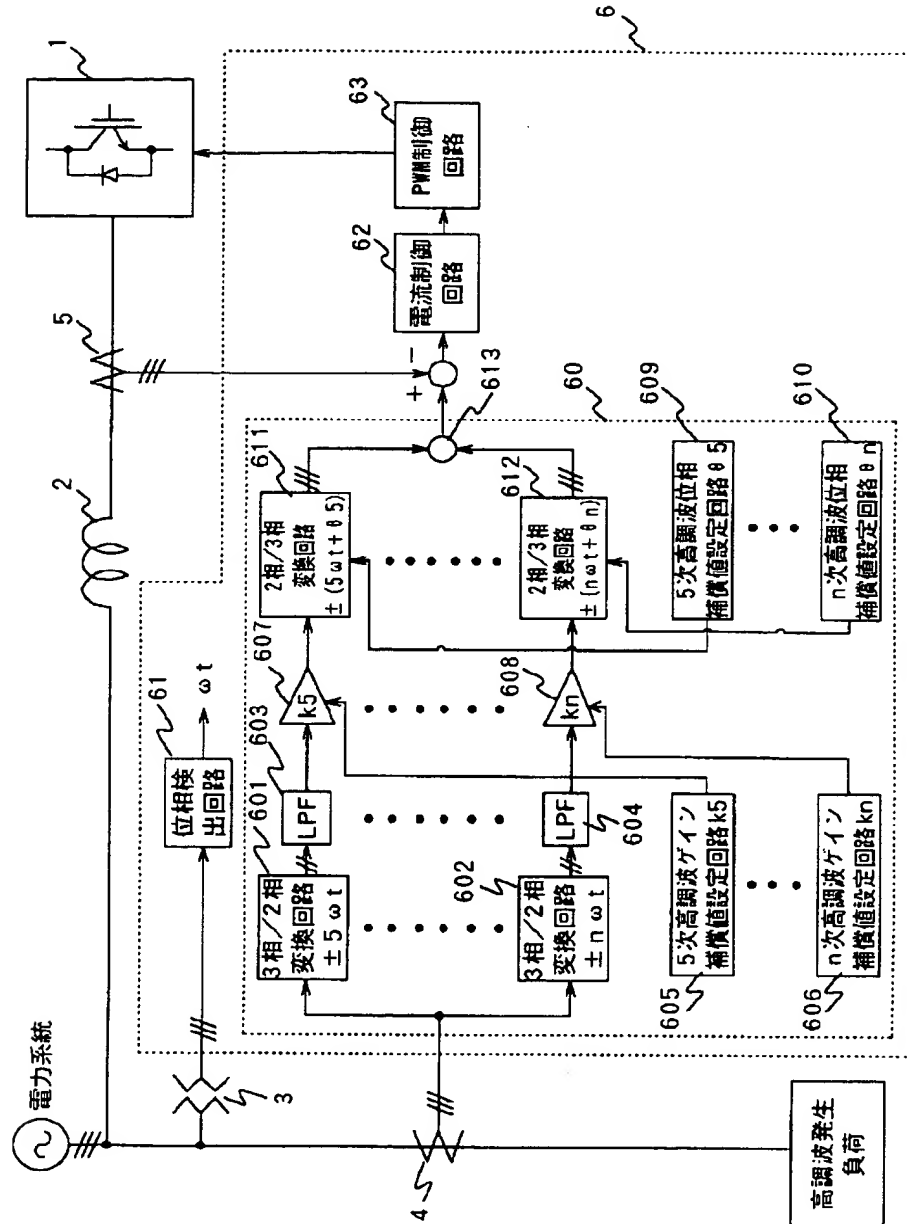 電力系統
3
4
高調波発生
負荷
2
5
1
6
61
位相検
出回路
ωt
63
PWM制御
回路
62
電流制御
回路
+
−
613
60
601
3相/2相
変換回路
±5ωt
603
LPF
607
k5
611
2相/3相
変換回路
±(5ωt+θ5)
602
3相/2相
変換回路
±nωt
604
LPF
608
kn
612
2相/3相
変換回路
±(nωt+θn)
605
5次高調波ゲイン
補償値設定回路k5
606
n次高調波ゲイン
補償値設定回路kn
609
5次高調波位相
補償値設定回路θ5
610
n次高調波位相
補償値設定回路θn